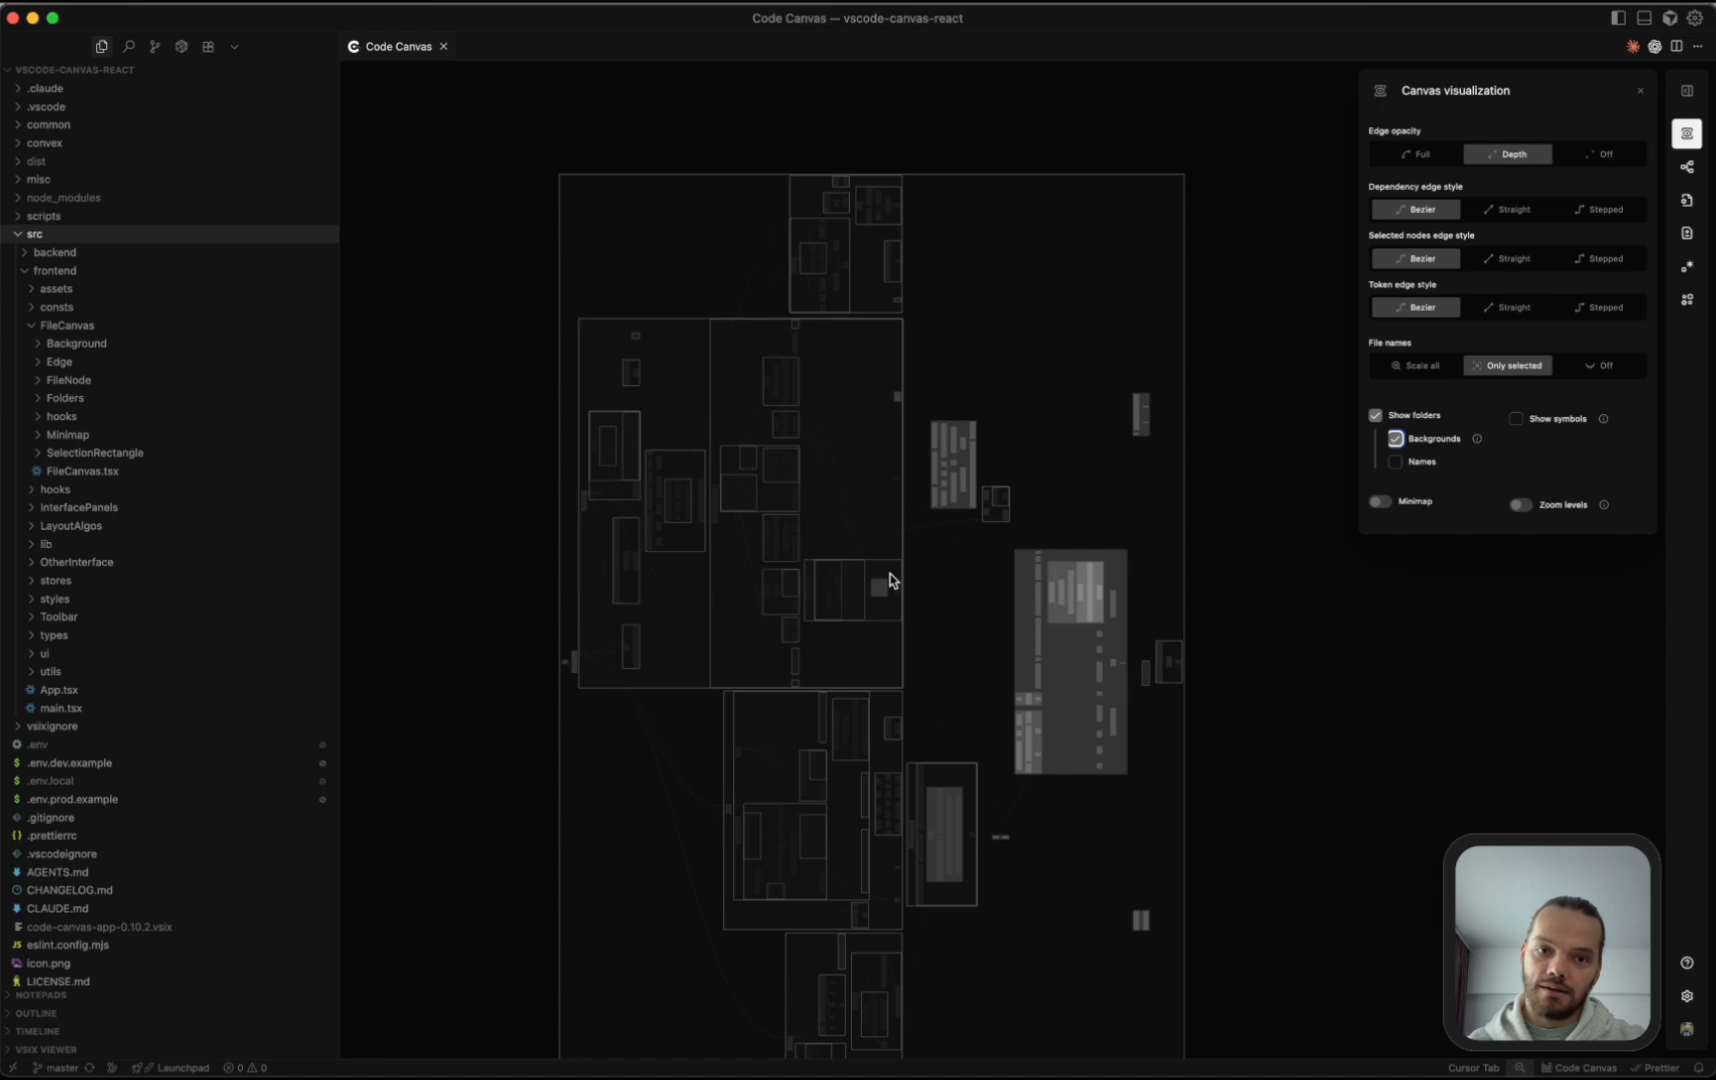 Code Canvas — vscode-canvas-react
Code Canvas
VSCODE-CANVAS-REACT
.claude
.vscode
common
convex
dist
misc
node_modules
scripts
src
backend
frontend
assets
consts
FileCanvas
Background
Edge
FileNode
Folders
hooks
Minimap
SelectionRectangle
FileCanvas.tsx
hooks
InterfacePanels
LayoutAlgos
lib
OtherInterface
stores
styles
Toolbar
types
ui
utils
App.tsx
main.tsx
vsixignore
.env
.env.dev.example
.env.local
.env.prod.example
.gitignore
.prettierrc
.vscodeignore
AGENTS.md
CHANGELOG.md
CLAUDE.md
code-canvas-app-0.10.2.vsix
eslint.config.mjs
icon.png
LICENSE.md
NOTEPADS
OUTLINE
TIMELINE
VSIX VIEWER
Canvas visualization
Edge opacity
Full Depth Off
Dependency edge style
Bezier Straight Stepped
Selected nodes edge style
Bezier Straight Stepped
Token edge style
Bezier Straight Stepped
File names
Scale all Only selected Off
Show folders Show symbols
Backgrounds
Names
Minimap Zoom levels
master Launchpad 0 0 Cursor Tab Code Canvas Prettier